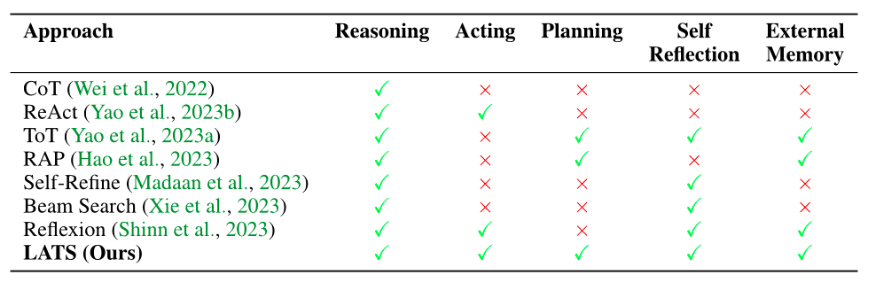 Approach Reasoning Acting Planning Self Reflection External Memory
CoT (Wei et al., 2022) ✓ × × × ×
ReAct (Yao et al., 2023b) ✓ ✓ × × ×
ToT (Yao et al., 2023a) ✓ × ✓ ✓ ✓
RAP (Hao et al., 2023) ✓ × ✓ × ✓
Self-Refine (Madaan et al., 2023) ✓ × × ✓ ×
Beam Search (Xie et al., 2023) ✓ × × ✓ ×
Reflexion (Shinn et al., 2023) ✓ ✓ × ✓ ✓
LATS (Ours) ✓ ✓ ✓ ✓ ✓